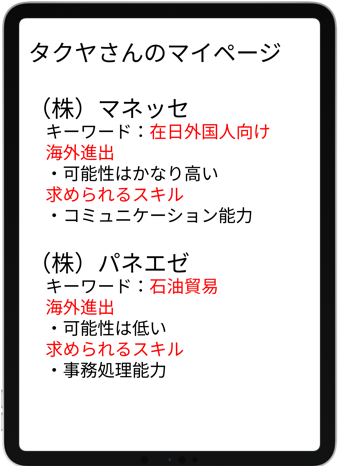 タクヤさんのマイページ
（株）マネッセ
キーワード：在日外国人向け
海外進出
・可能性はかなり高い
求められるスキル
・コミュニケーション能力
（株）パネエゼ
キーワード：石油貿易
海外進出
・可能性は低い
求められるスキル
・事務処理能力